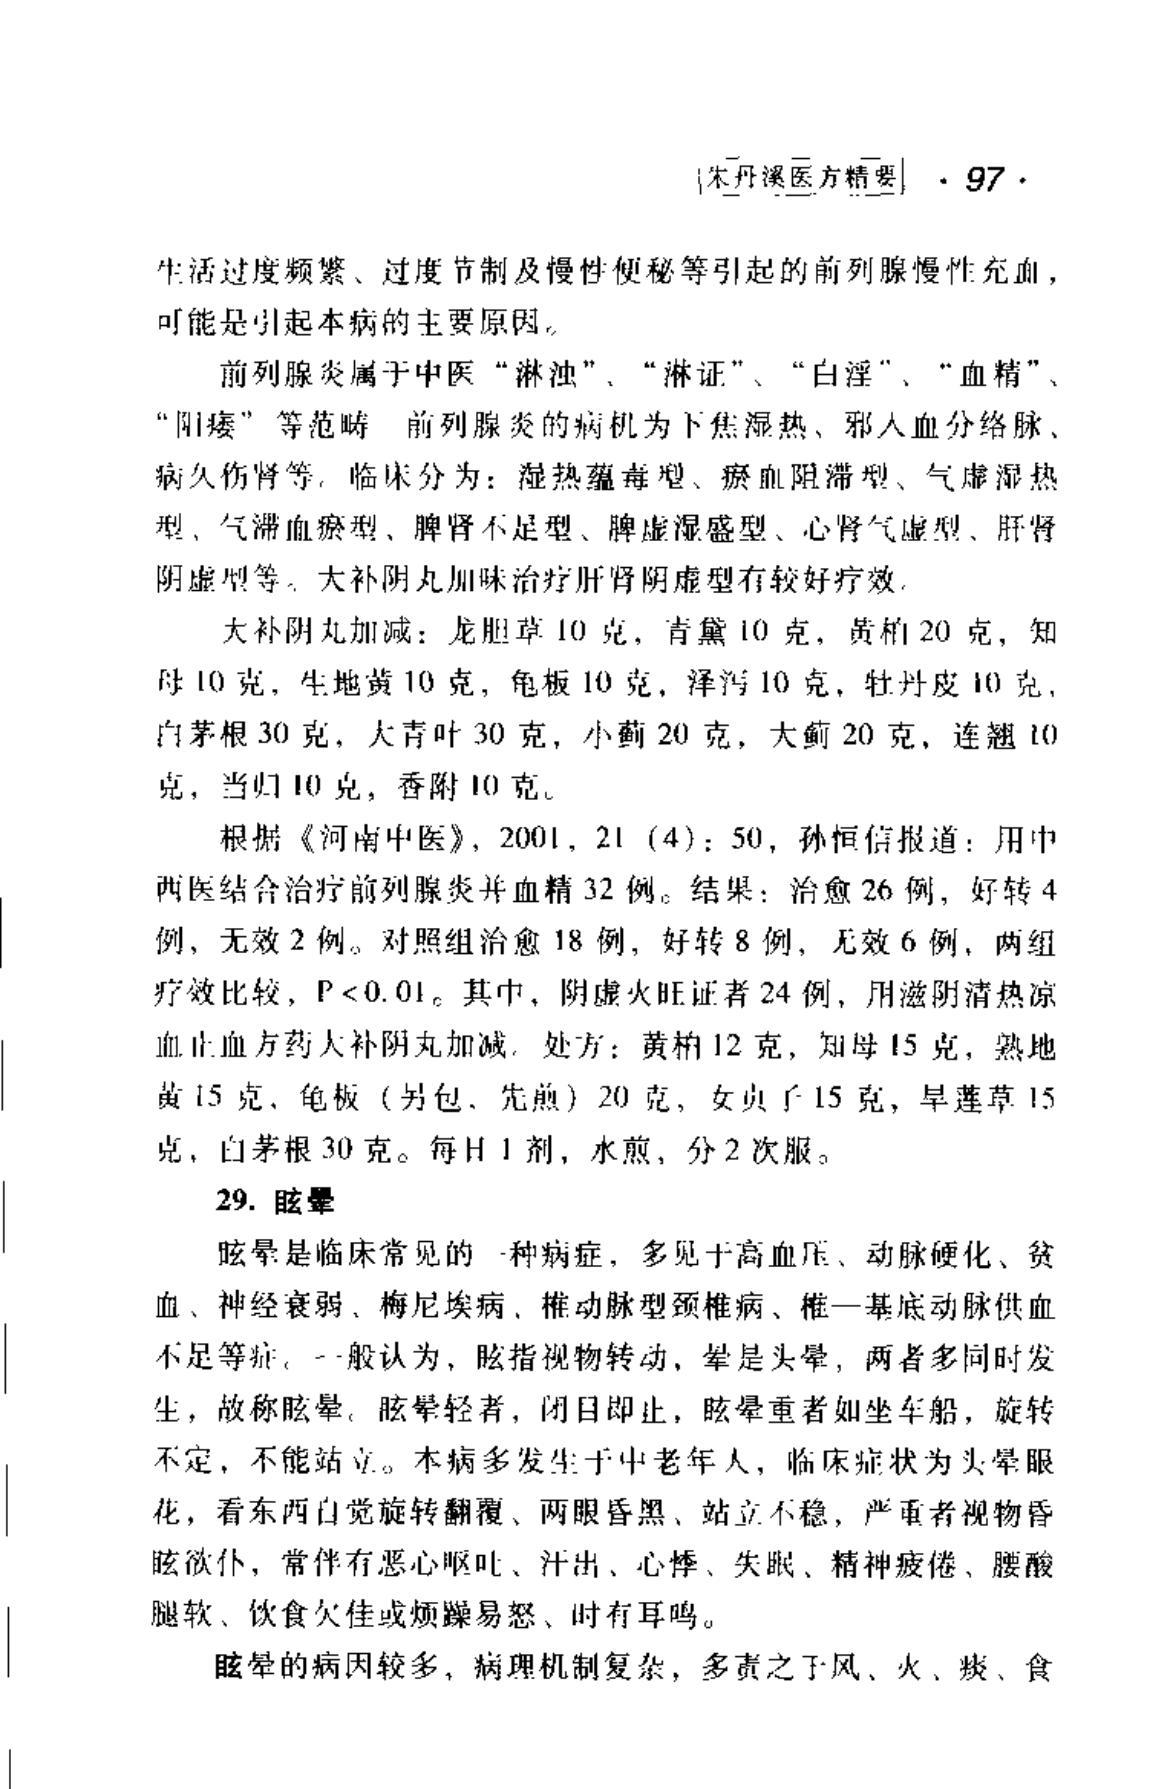 朱丹溪医方精要 · 97 ·
生活过度频繁、过度节制及慢性便秘等引起的前列腺慢性充血，
可能是引起本病的主要原因。
前列腺炎属于中医“淋浊”、“淋证”、“白淫”、“血精”、
“阳痿”等范畴 前列腺炎的病机为下焦湿热、邪入血分络脉、
病久伤肾等。临床分为：湿热蕴毒型、瘀血阻滞型、气虚湿热
型、气滞血瘀型、脾肾不足型、脾虚湿盛型、心肾气虚型、肝肾
阴虚型等。大补阴丸加味治疗肝肾阴虚型有较好疗效。
大补阴丸加减：龙胆草 10 克，青黛 10 克，黄柏 20 克，知
母 10 克，生地黄 10 克，龟板 10 克，泽泻 10 克，牡丹皮 10 克，
白茅根 30 克，大青叶 30 克，小蓟 20 克，大蓟 20 克，连翘 10
克，当归 10 克，香附 10 克。
根据《河南中医》，2001，21（4）：50，孙恒信报道：用中
西医结合治疗前列腺炎并血精 32 例。结果：治愈 26 例，好转 4
例，无效 2 例。对照组治愈 18 例，好转 8 例，无效 6 例，两组
疗效比较，P＜0.01。其中，阴虚火旺证者 24 例，用滋阴清热凉
血止血方药大补阴丸加减。处方：黄柏 12 克，知母 15 克，熟地
黄 15 克，龟板（另包、先煎）20 克，女贞子 15 克，旱莲草 15
克，白茅根 30 克。每日 1 剂，水煎，分 2 次服。
29. 眩晕
眩晕是临床常见的一种病症，多见于高血压、动脉硬化、贫
血、神经衰弱、梅尼埃病、椎动脉型颈椎病、椎—基底动脉供血
不足等症。一般认为，眩指视物转动，晕是头晕，两者多同时发
生，故称眩晕。眩晕轻者，闭目即止，眩晕重者如坐车船，旋转
不定，不能站立。本病多发生于中老年人，临床症状为头晕眼
花，看东西自觉旋转翻覆、两眼昏黑、站立不稳，严重者视物昏
眩欲仆，常伴有恶心呕吐、汗出、心悸、失眠、精神疲倦、腰酸
腿软、饮食欠佳或烦躁易怒、时有耳鸣。
眩晕的病因较多，病理机制复杂，多责之于风、火、痰、食